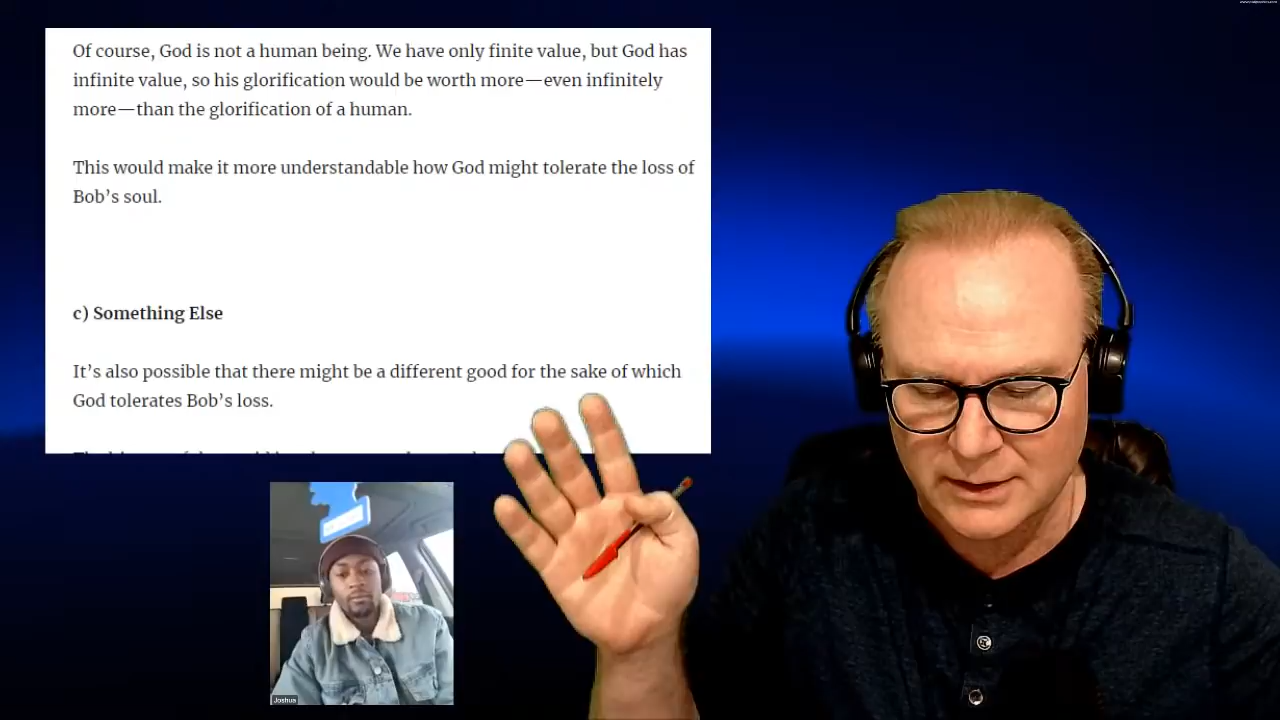 Of course, God is not a human being. We have only finite value, but God has
infinite value, so his glorification would be worth more—even infinitely
more—than the glorification of a human.
This would make it more understandable how God might tolerate the loss of
Bob’s soul.
c) Something Else
It’s also possible that there might be a different good for the sake of which
God tolerates Bob’s loss.
Joshua